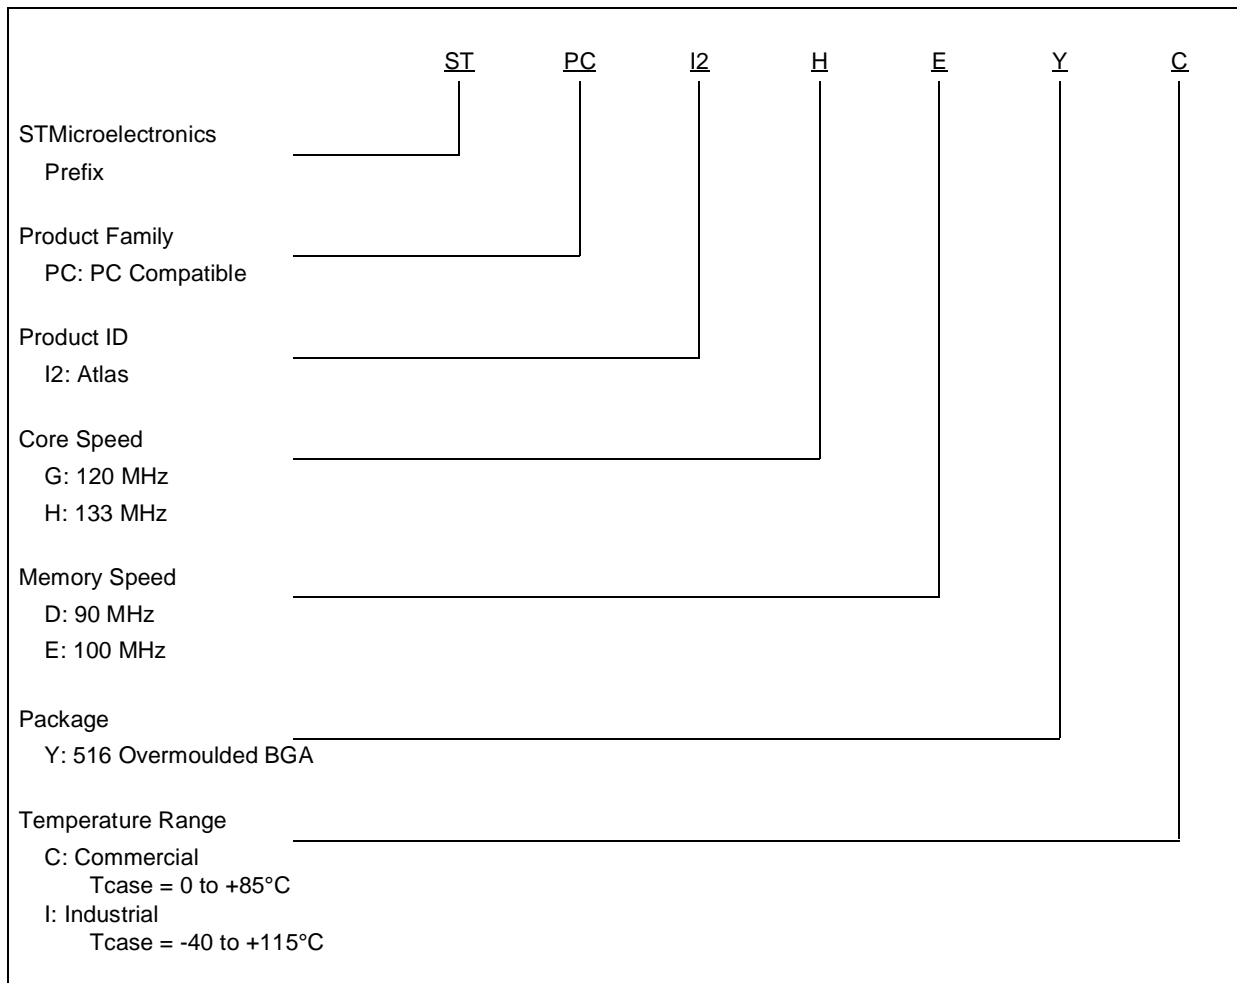 ST PC I2 H E Y C
STMicroelectronics
Prefix
Product Family
PC: PC Compatible
Product ID
I2: Atlas
Core Speed
G: 120 MHz
H: 133 MHz
Memory Speed
D: 90 MHz
E: 100 MHz
Package
Y: 516 Overmoulded BGA
Temperature Range
C: Commercial
Tcase = 0 to +85°C
I: Industrial
Tcase = -40 to +115°C